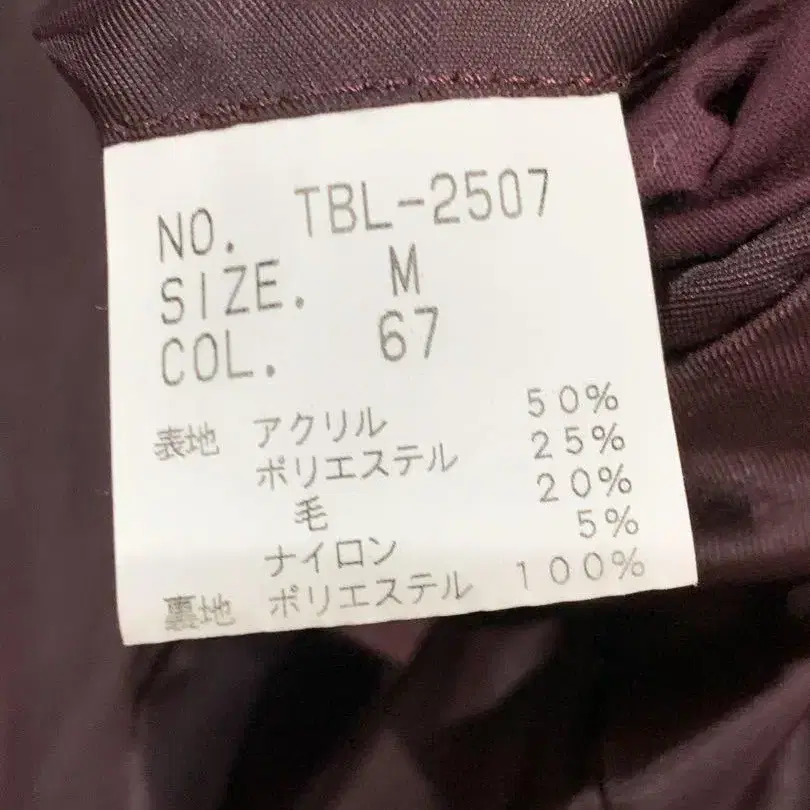 NO. TBL-2507
SIZE. M
COL. 67
表地 アクリル 50%
ポリエステル 25%
毛 20%
ナイロン 5%
裏地 ポリエステル 100%